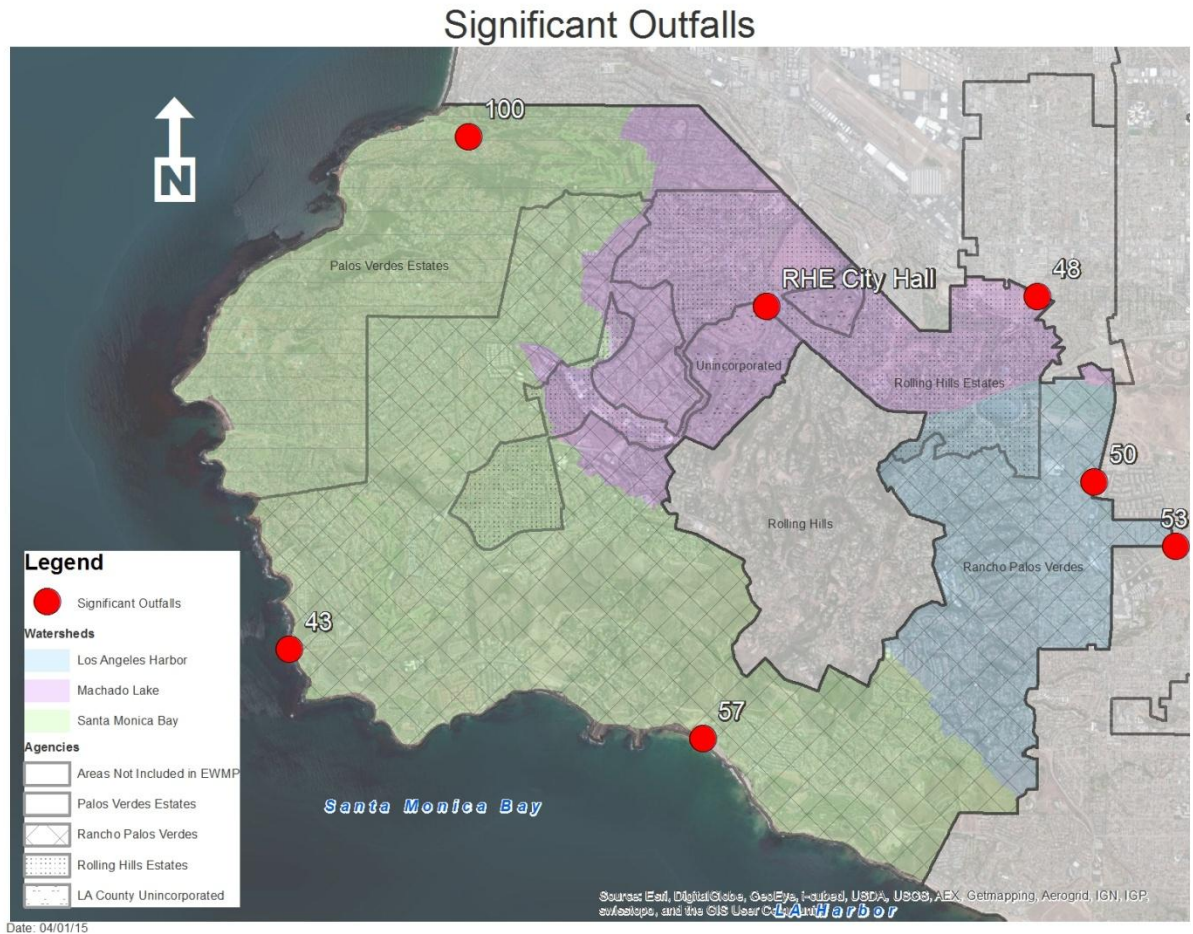 Significant Outfalls
100
N
Palos Verdes Estates
RHE City Hall
48
Unincorporated
Rolling Hills Estates
50
53
Rolling Hills
Rancho Palos Verdes
43
57
Santa Monica Bay
Legend
Significant Outfalls
Watersheds
Los Angeles Harbor
Machado Lake
Santa Monica Bay
Agencies
Areas Not Included in EWMP
Palos Verdes Estates
Rancho Palos Verdes
Rolling Hills Estates
LA County Unincorporated
Source: Esri, DigitalGlobe, GeoEye, i-cubed, USDA, USGS, AEX, Getmapping, Aerogrid, IGN, IGP,
swisstopo, and the GIS User Community
LA Harbor
Date: 04/01/15